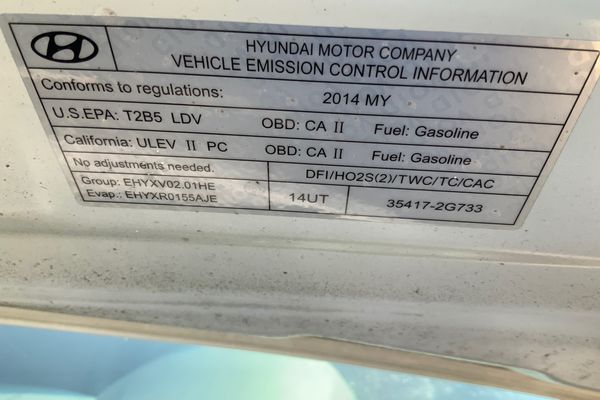 HYUNDAI MOTOR COMPANY
VEHICLE EMISSION CONTROL INFORMATION
Conforms to regulations: 2014 MY
U.S.EPA: T2B5 LDV OBD: CA II Fuel: Gasoline
California: ULEV II PC OBD: CA II Fuel: Gasoline
No adjustments needed. DFI/HO2S(2)/TWC/TC/CAC
Group: EHYXV02.01HE
Evap.: EHYXR0155AJE 14UT 35417-2G733